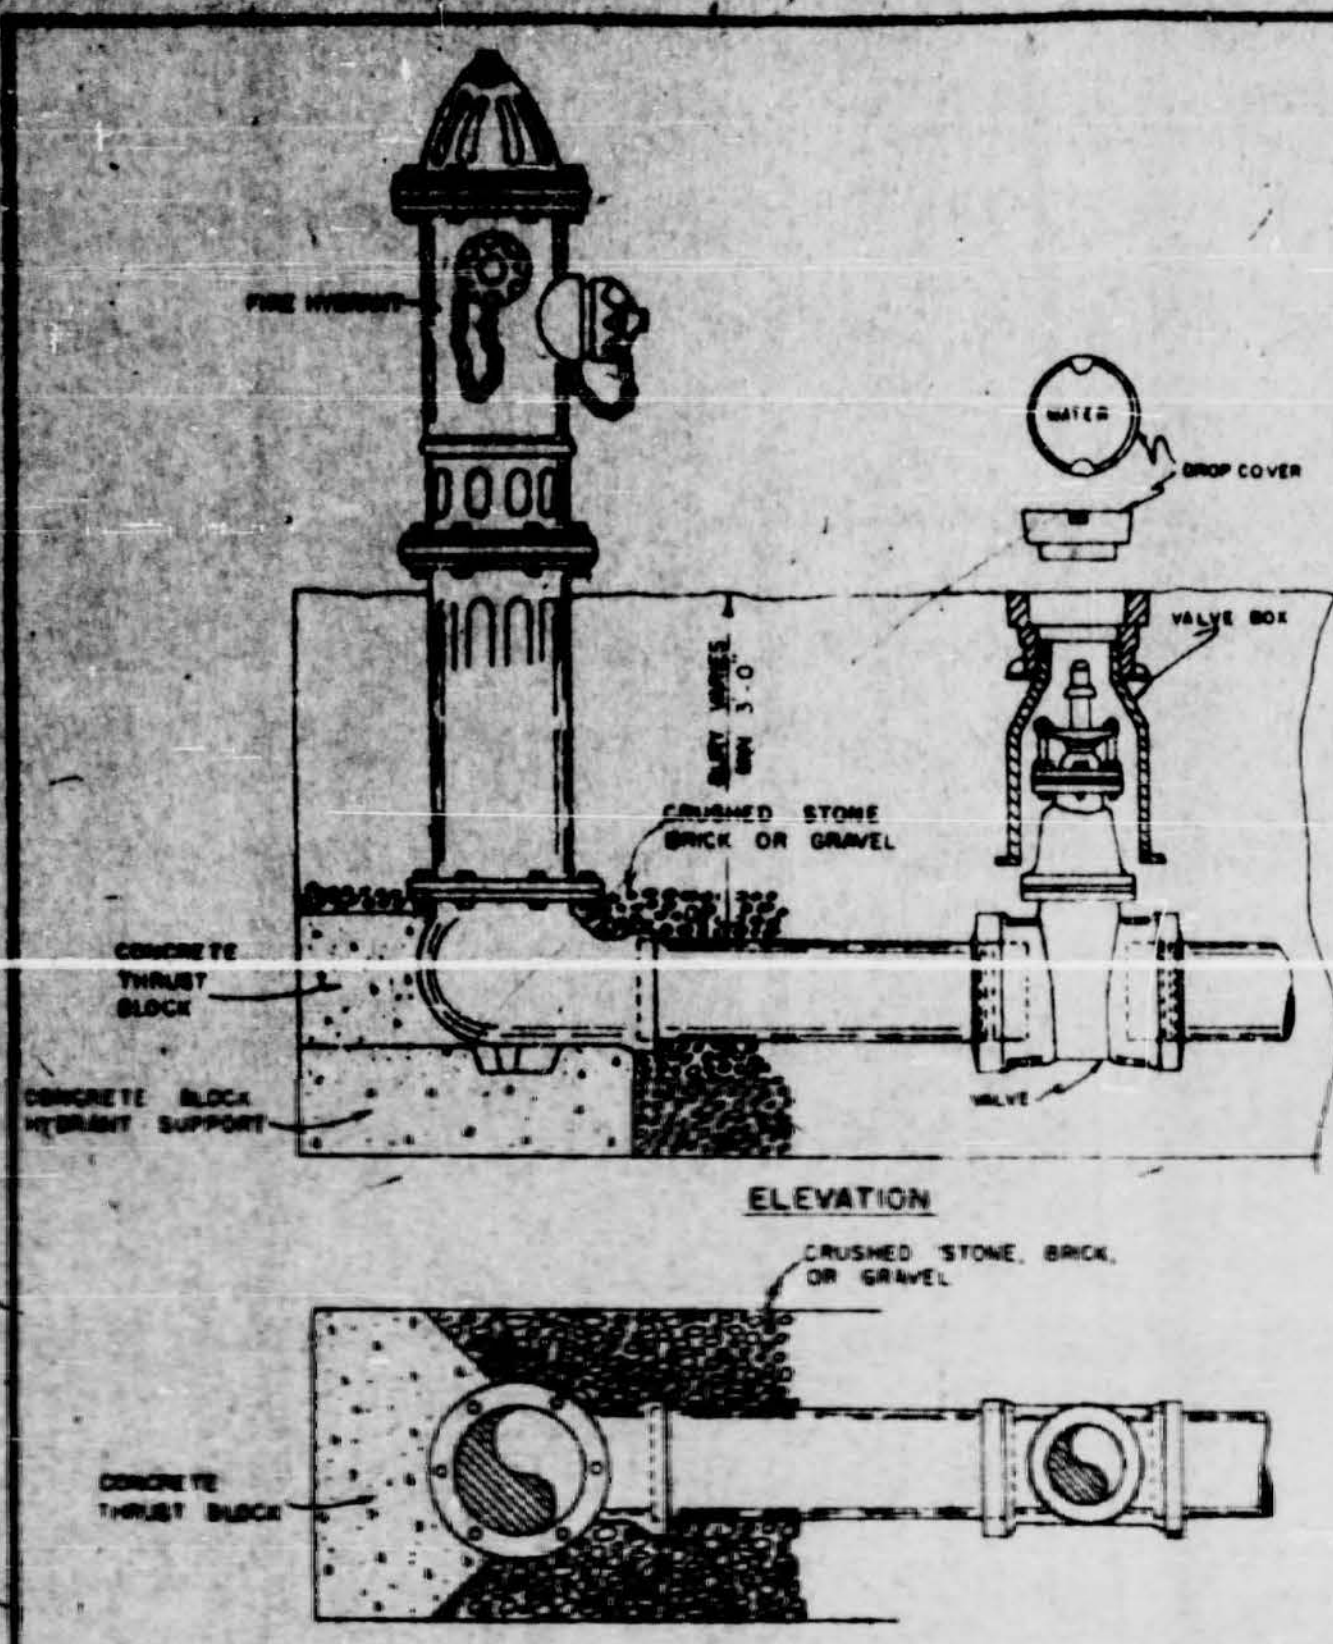 FIRE HYDRANT
WATER
DROP COVER
VALVE BOX
BURY VARIES
MIN 3'-0"
CRUSHED STONE
BRICK OR GRAVEL
CONCRETE
THRUST
BLOCK
CONCRETE BLOCK
HYDRANT SUPPORT
VALVE
ELEVATION
CRUSHED STONE, BRICK,
OR GRAVEL
CONCRETE
THRUST BLOCK